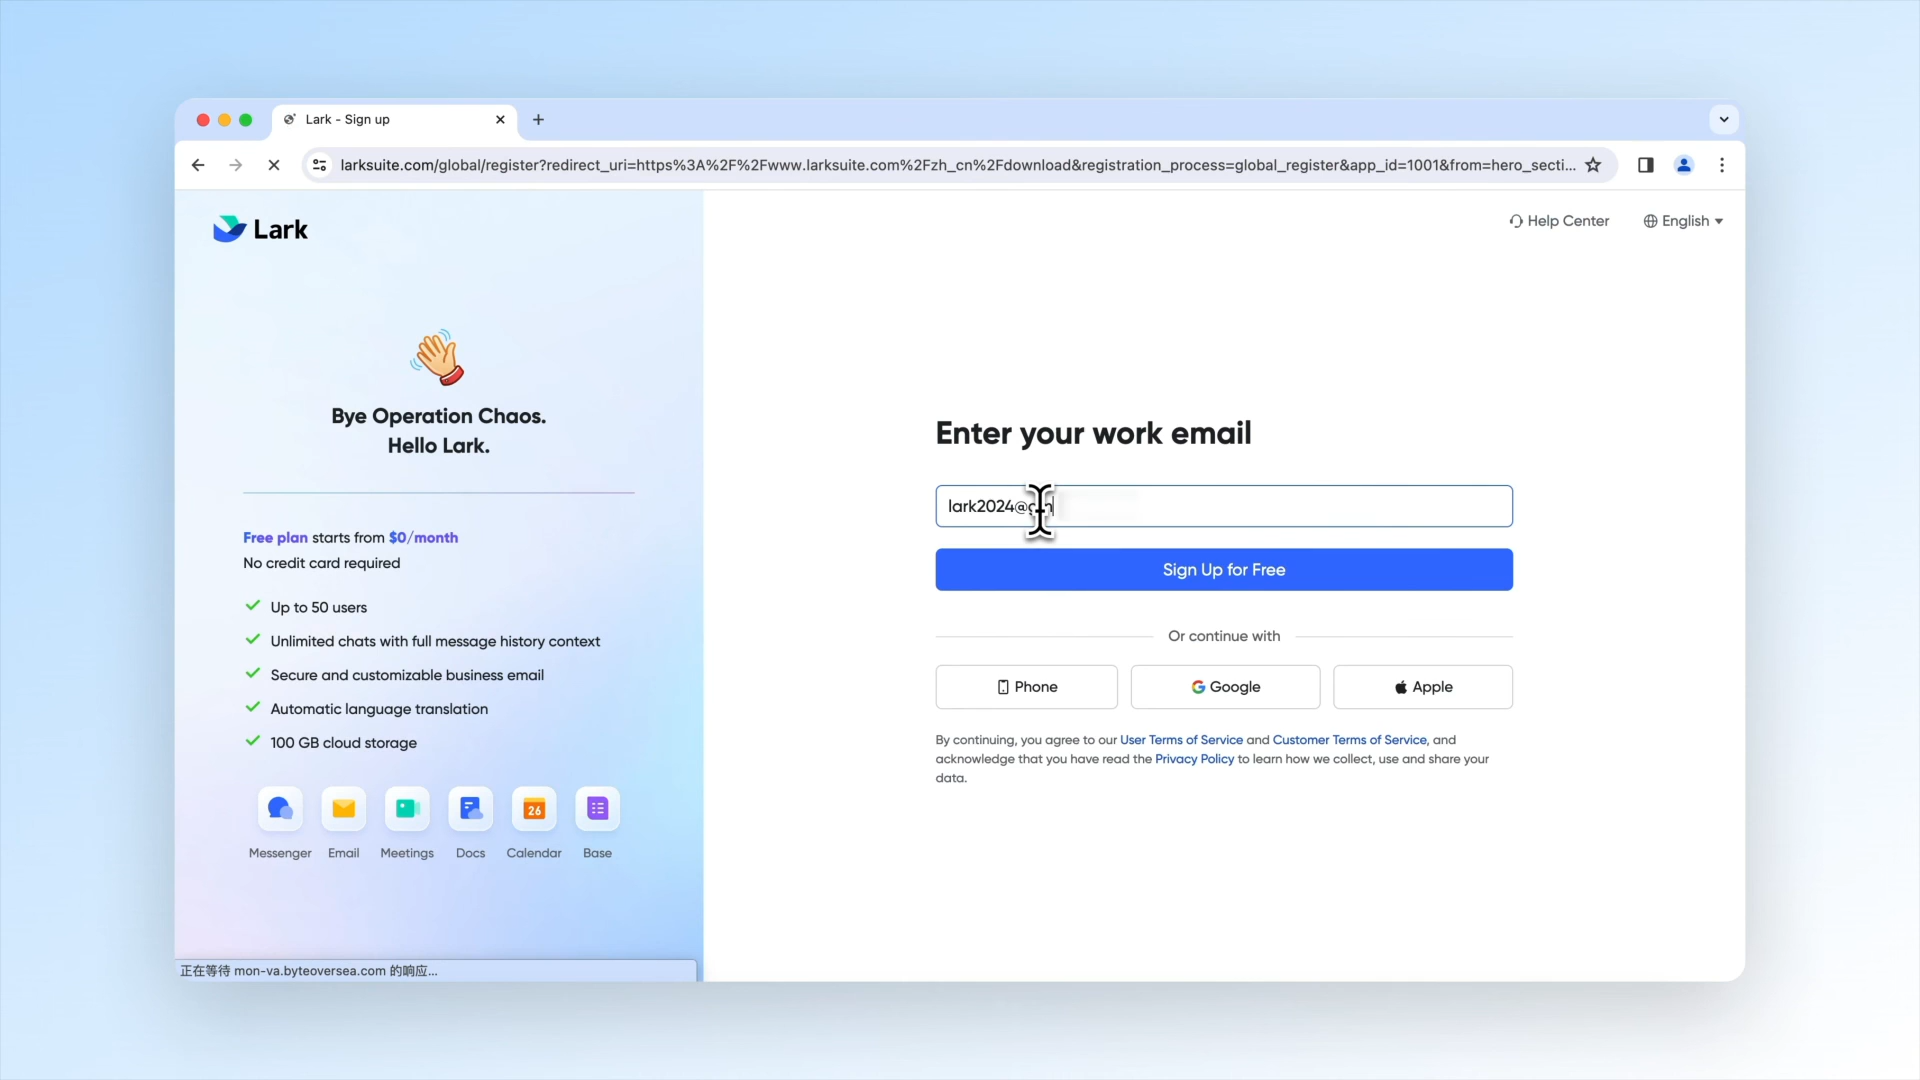 Lark - Sign up
larksuite.com/global/register?redirect_uri=https%3A%2F%2Fwww.larksuite.com%2Fzh_cn%2Fdownload&registration_process=global_register&app_id=1001&from=hero_secti...
Lark
Help Center
English
Bye Operation Chaos.
Hello Lark.
Free plan starts from $0/month
No credit card required
Up to 50 users
Unlimited chats with full message history context
Secure and customizable business email
Automatic language translation
100 GB cloud storage
26
Messenger Email Meetings Docs Calendar Base
Enter your work email
lark2024@gm
Sign Up for Free
Or continue with
Phone
Google
Apple
By continuing, you agree to our User Terms of Service and Customer Terms of Service, and
acknowledge that you have read the Privacy Policy to learn how we collect, use and share your
data.
正在等待 mon-va.byteoversea.com 的响应...